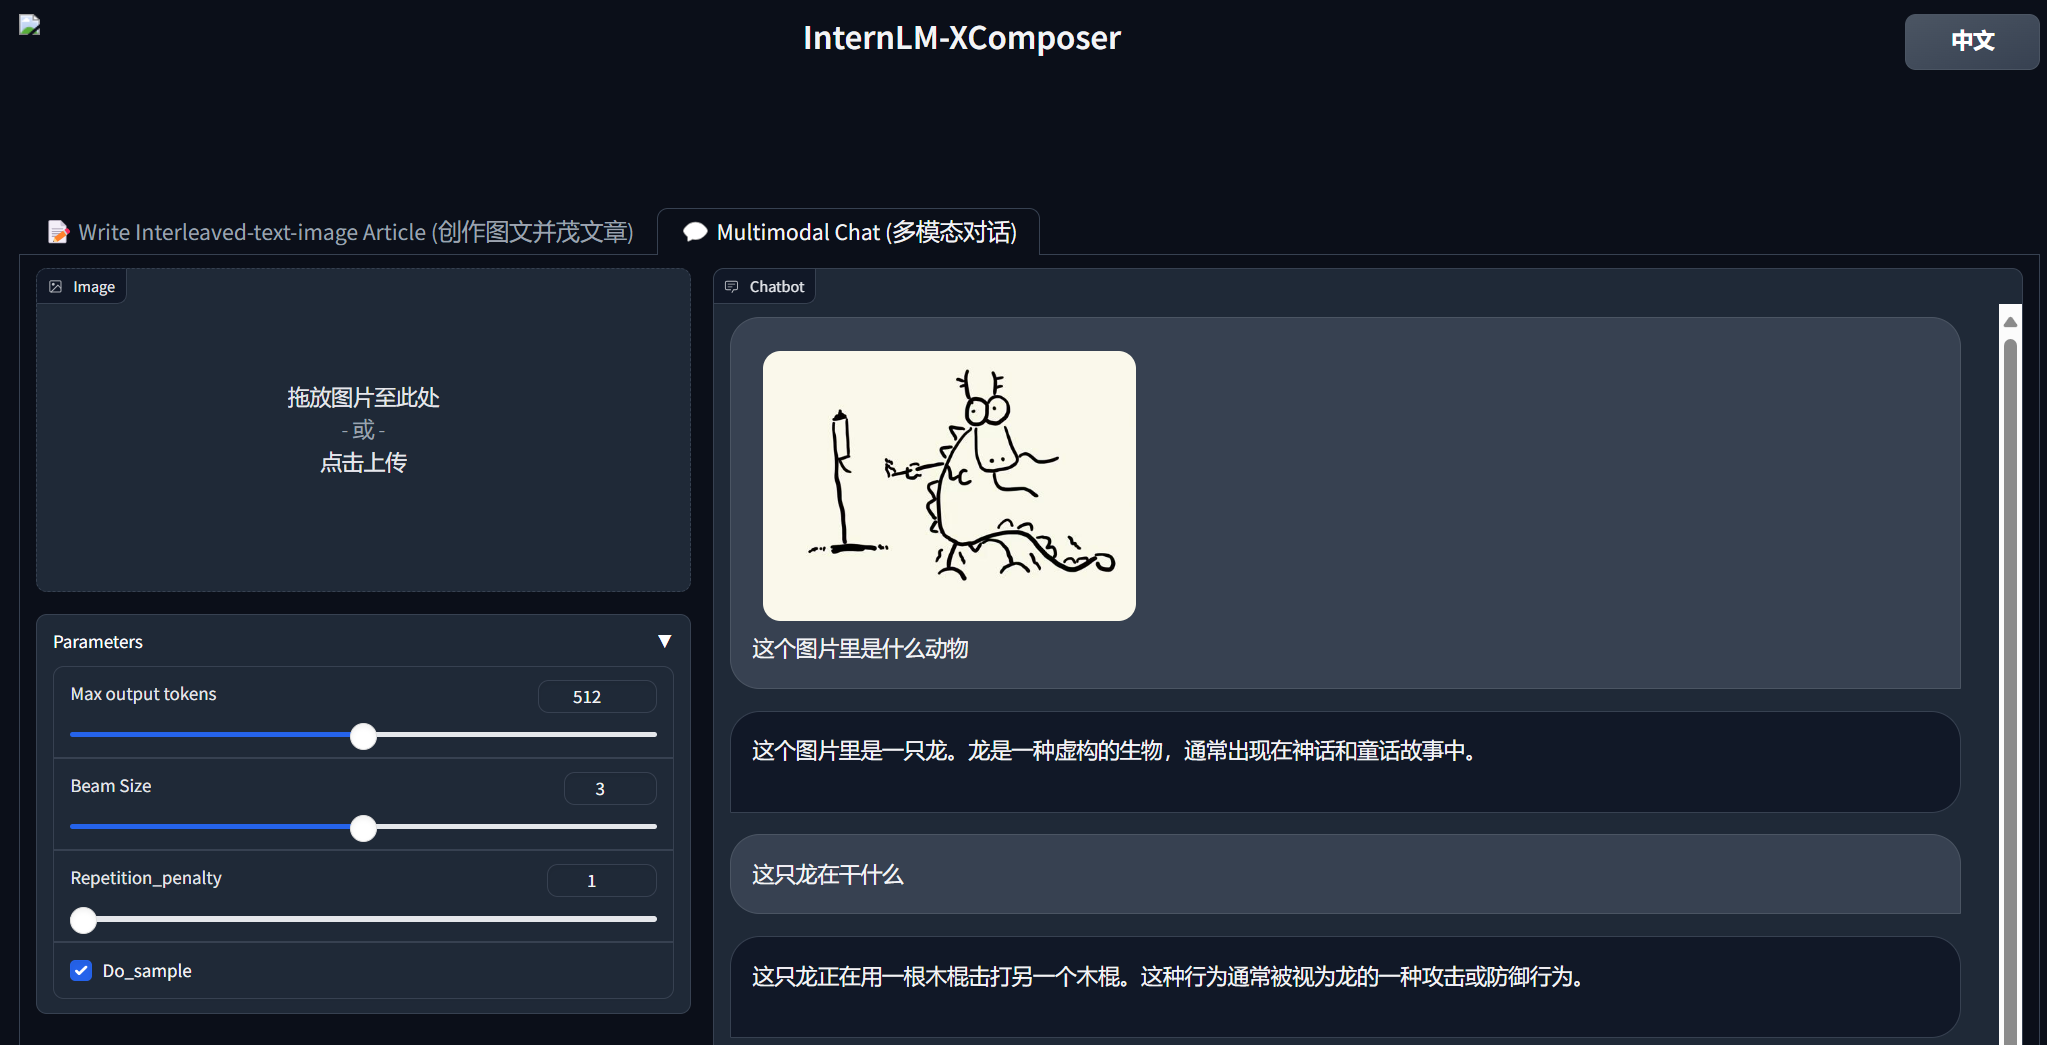 InternLM-XComposer
中文
Write Interleaved-text-image Article (创作图文并茂文章)
Multimodal Chat (多模态对话)
Image
拖放图片至此处
- 或 -
点击上传
Parameters
Max output tokens
512
Beam Size
3
Repetition_penalty
1
Do_sample
Chatbot
这个图片里是什么动物
这个图片里是一只龙。龙是一种虚构的生物，通常出现在神话和童话故事中。
这只龙在干什么
这只龙正在用一根木棍击打另一个木棍。这种行为通常被视为龙的一种攻击或防御行为。